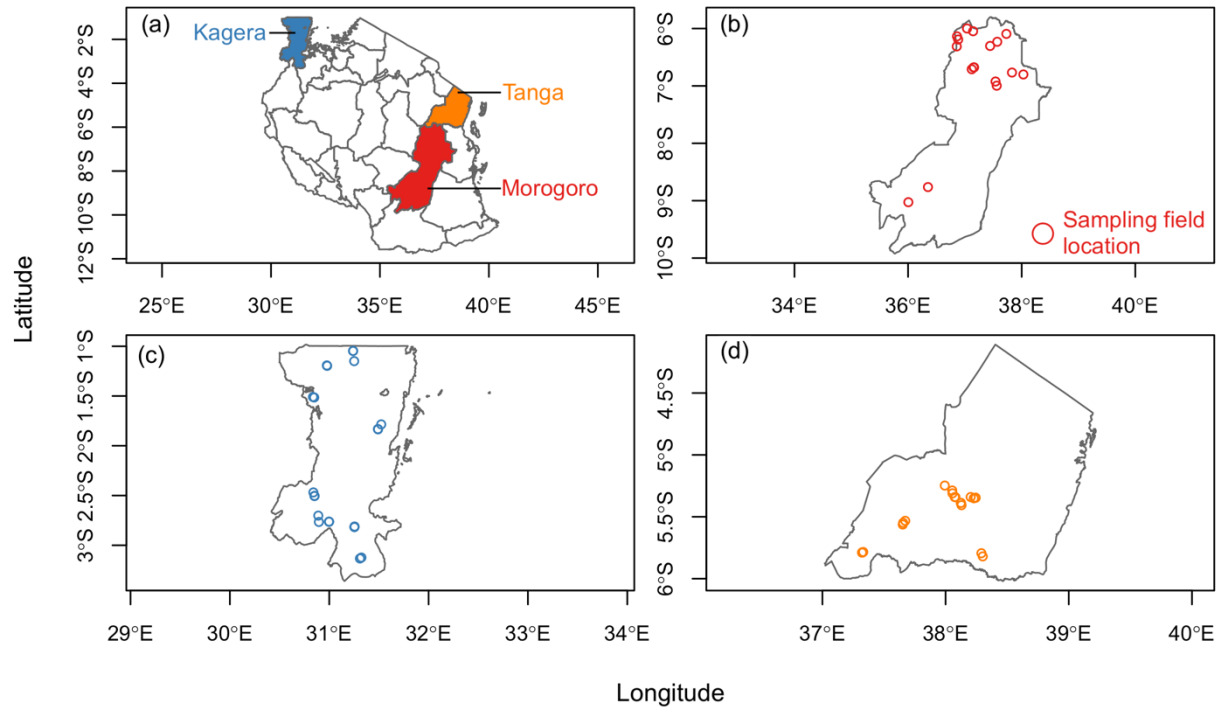 (a)
Kagera
Tanga
Morogoro
2°S
4°S
6°S
8°S
10°S
12°S
25°E
30°E
35°E
40°E
45°E
(b)
Sampling field
location
6°S
7°S
8°S
9°S
10°S
34°E
36°E
38°E
40°E
Latitude
(c)
1°S
1.5°S
2°S
2.5°S
3°S
29°E
30°E
31°E
32°E
33°E
34°E
(d)
4.5°S
5°S
5.5°S
6°S
37°E
38°E
39°E
40°E
Longitude